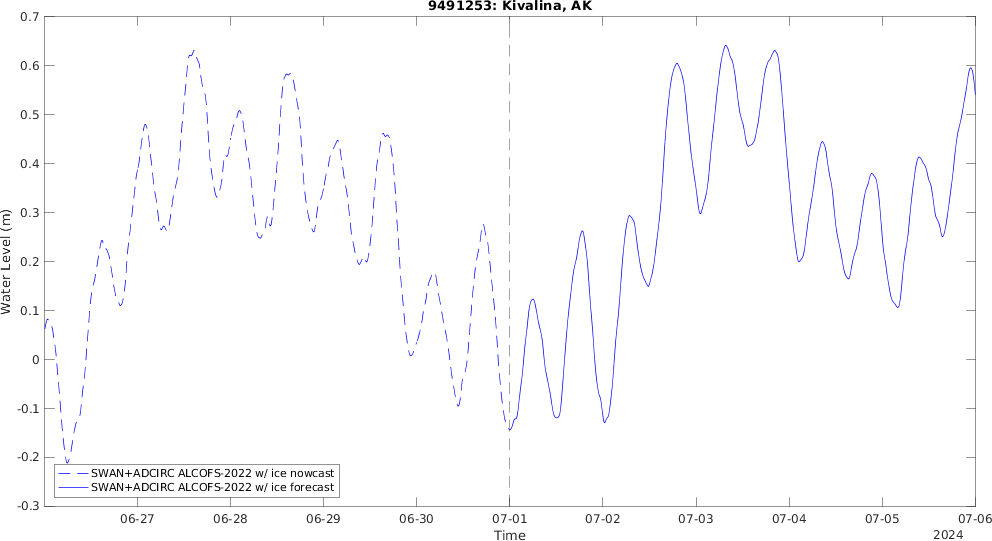 9491253: Kivalina, AK
0.7
0.6
0.5
0.4
0.3
0.2
0.1
0
-0.1
-0.2
-0.3
Water Level (m)
SWAN+ADCIRC ALCOFS-2022 w/ ice nowcast
SWAN+ADCIRC ALCOFS-2022 w/ ice forecast
06-27 06-28 06-29 06-30 07-01 07-02 07-03 07-04 07-05 07-06
Time
2024